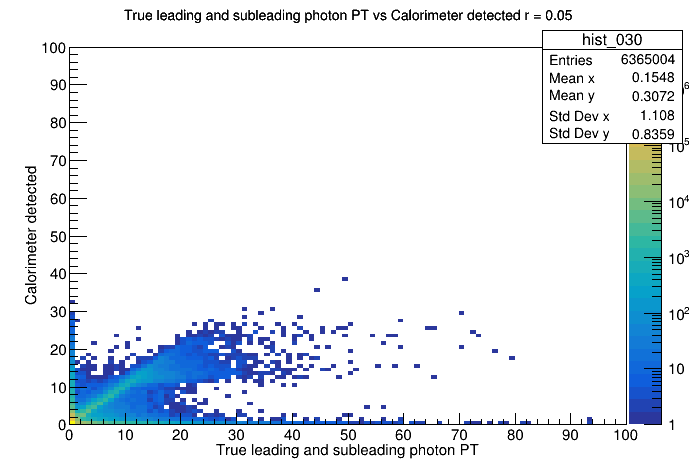 True leading and subleading photon PT vs Calorimeter detected r = 0.05
hist_030
Entries 6365004
Mean x 0.1548
Mean y 0.3072
Std Dev x 1.108
Std Dev y 0.8359
Calorimeter detected
100
90
80
70
60
50
40
30
20
10
0
0 10 20 30 40 50 60 70 80 90 100
True leading and subleading photon PT
10⁵
10⁴
10³
10²
10
1